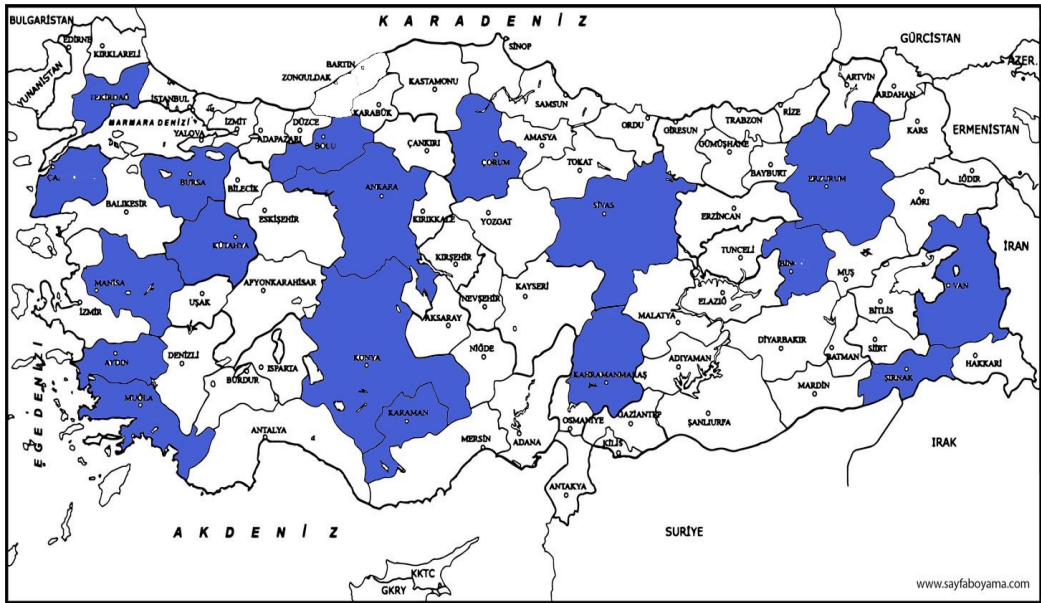 BULGARİSTAN
K A R A D E N İ Z
GÜRCİSTAN
EDİRNE
KIRKLARELİ
SİNOP
AZER.
YUNANİSTAN
BARTIN
ZONGULDAK
KASTAMONU
ARTVİN
ARDAHAN
TEKİRDAĞ
İSTANBUL
KARABÜK
SAMSUN
ORDU
GİRESUN
TRABZON
RİZE
KARS
ERMENİSTAN
MARMARADENİZİ
YALOVA
İZMİT
ADAPAZARI
DÜZCE
BOLU
ÇANKIRI
ÇORUM
AMASYA
TOKAT
GÜMÜŞHANE
BAYBURT
ERZURUM
IĞDIR
ÇA.
BURSA
BİLECİK
ANKARA
BALIKESİR
ESKİŞEHİR
KIRIKKALE
YOZGAT
SİVAS
ERZİNCAN
AĞRI
KÜTAHYA
TUNCELİ
İRAN
MANİSA
UŞAK
AFYONKARAHİSAR
KIRŞEHİR
NEVŞEHİR
KAYSERİ
BİN
MUŞ
VAN
İZMİR
AKSARAY
MALATYA
ELAZIĞ
BİTLİS
EGE DENİZİ
AYDIN
DENİZLİ
ISPARTA
BURDUR
KONYA
NİĞDE
KAHRAMANMARAŞ
ADIYAMAN
DİYARBAKIR
BATMAN
SİİRT
ŞIRNAK
HAKKARİ
MUĞLA
ANTALYA
KARAMAN
MERSİN
ADANA
OSMANİYE
GAZİANTEP
KİLİS
ŞANLIURFA
MARDİN
IRAK
ANTAKYA
A K D E N İ Z
SURİYE
KKTC
GKRY
www.sayfaboyama.com